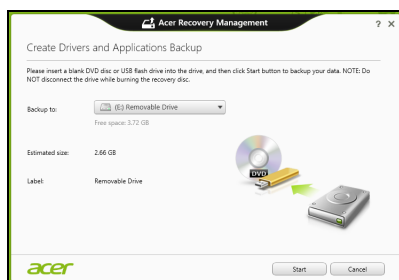 Acer Recovery Management
? X
Create Drivers and Applications Backup
Please insert a blank DVD disc or USB flash drive into the drive, and then click Start button to backup your data. NOTE: Do
NOT disconnect the drive while burning the recovery disc.
Backup to: (E:) Removable Drive
Free space: 3.72 GB
Estimated size: 2.66 GB
DVD
Label: Removable Drive
acer Start Cancel